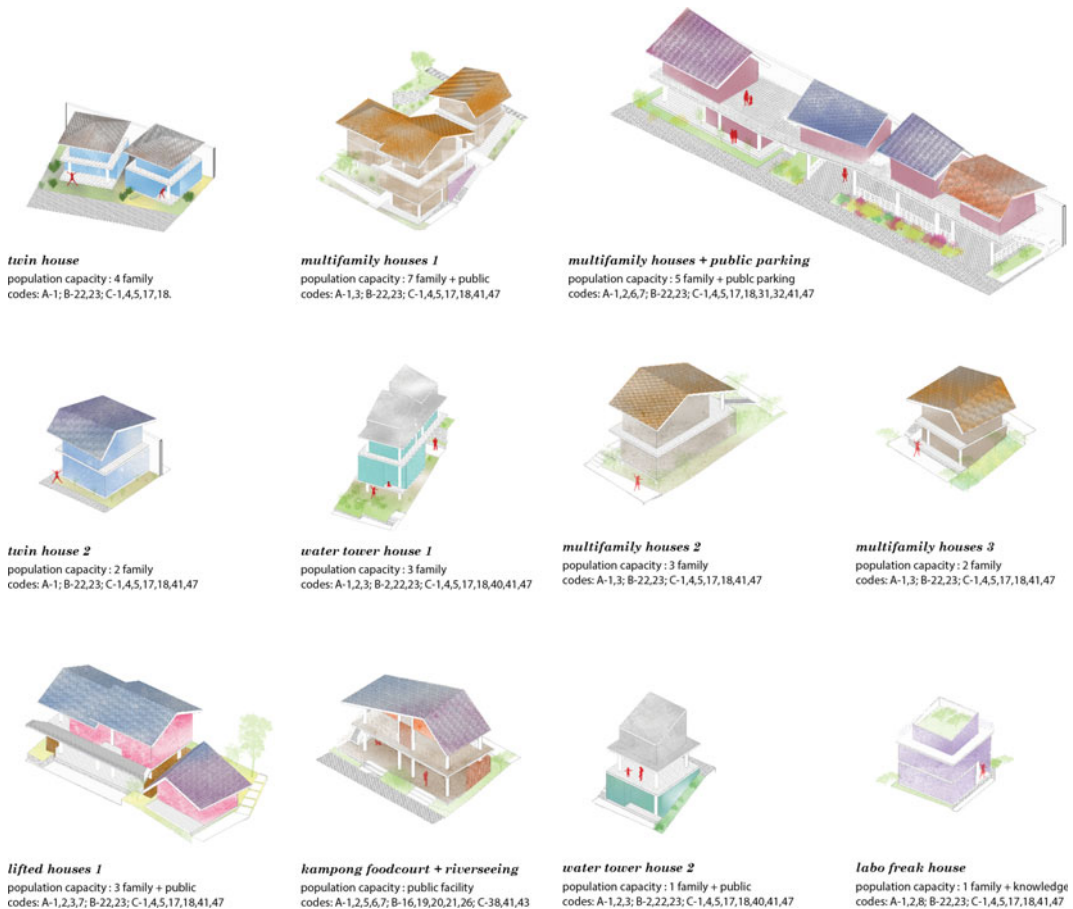 twin house
population capacity : 4 family
codes: A-1; B-22,23; C-1,4,5,17,18.
multifamily houses 1
population capacity : 7 family + public
codes: A-1,3; B-22,23; C-1,4,5,17,18,41,47
multifamily houses + public parking
population capacity : 5 family + publc parking
codes: A-1,2,6,7; B-22,23; C-1,4,5,17,18,31,32,41,47
twin house 2
population capacity : 2 family
codes: A-1; B-22,23; C-1,4,5,17,18,41,47
water tower house 1
population capacity : 3 family
codes: A-1,2,3; B-2,22,23; C-1,4,5,17,18,40,41,47
multifamily houses 2
population capacity : 3 family
codes: A-1,3; B-22,23; C-1,4,5,17,18,41,47
multifamily houses 3
population capacity : 2 family
codes: A-1,3; B-22,23; C-1,4,5,17,18,41,47
lifted houses 1
population capacity : 3 family + public
codes: A-1,2,3,7; B-22,23; C-1,4,5,17,18,41,47
kampong foodcourt + riverseeing
population capacity : public facility
codes: A-1,2,5,6,7; B-16,19,20,21,26; C-38,41,43
water tower house 2
population capacity : 1 family + public
codes: A-1,2,3; B-2,22,23; C-1,4,5,17,18,40,41,47
labo freak house
population capacity : 1 family + knowledge
codes: A-1,2,8; B-22,23; C-1,4,5,17,18,41,47